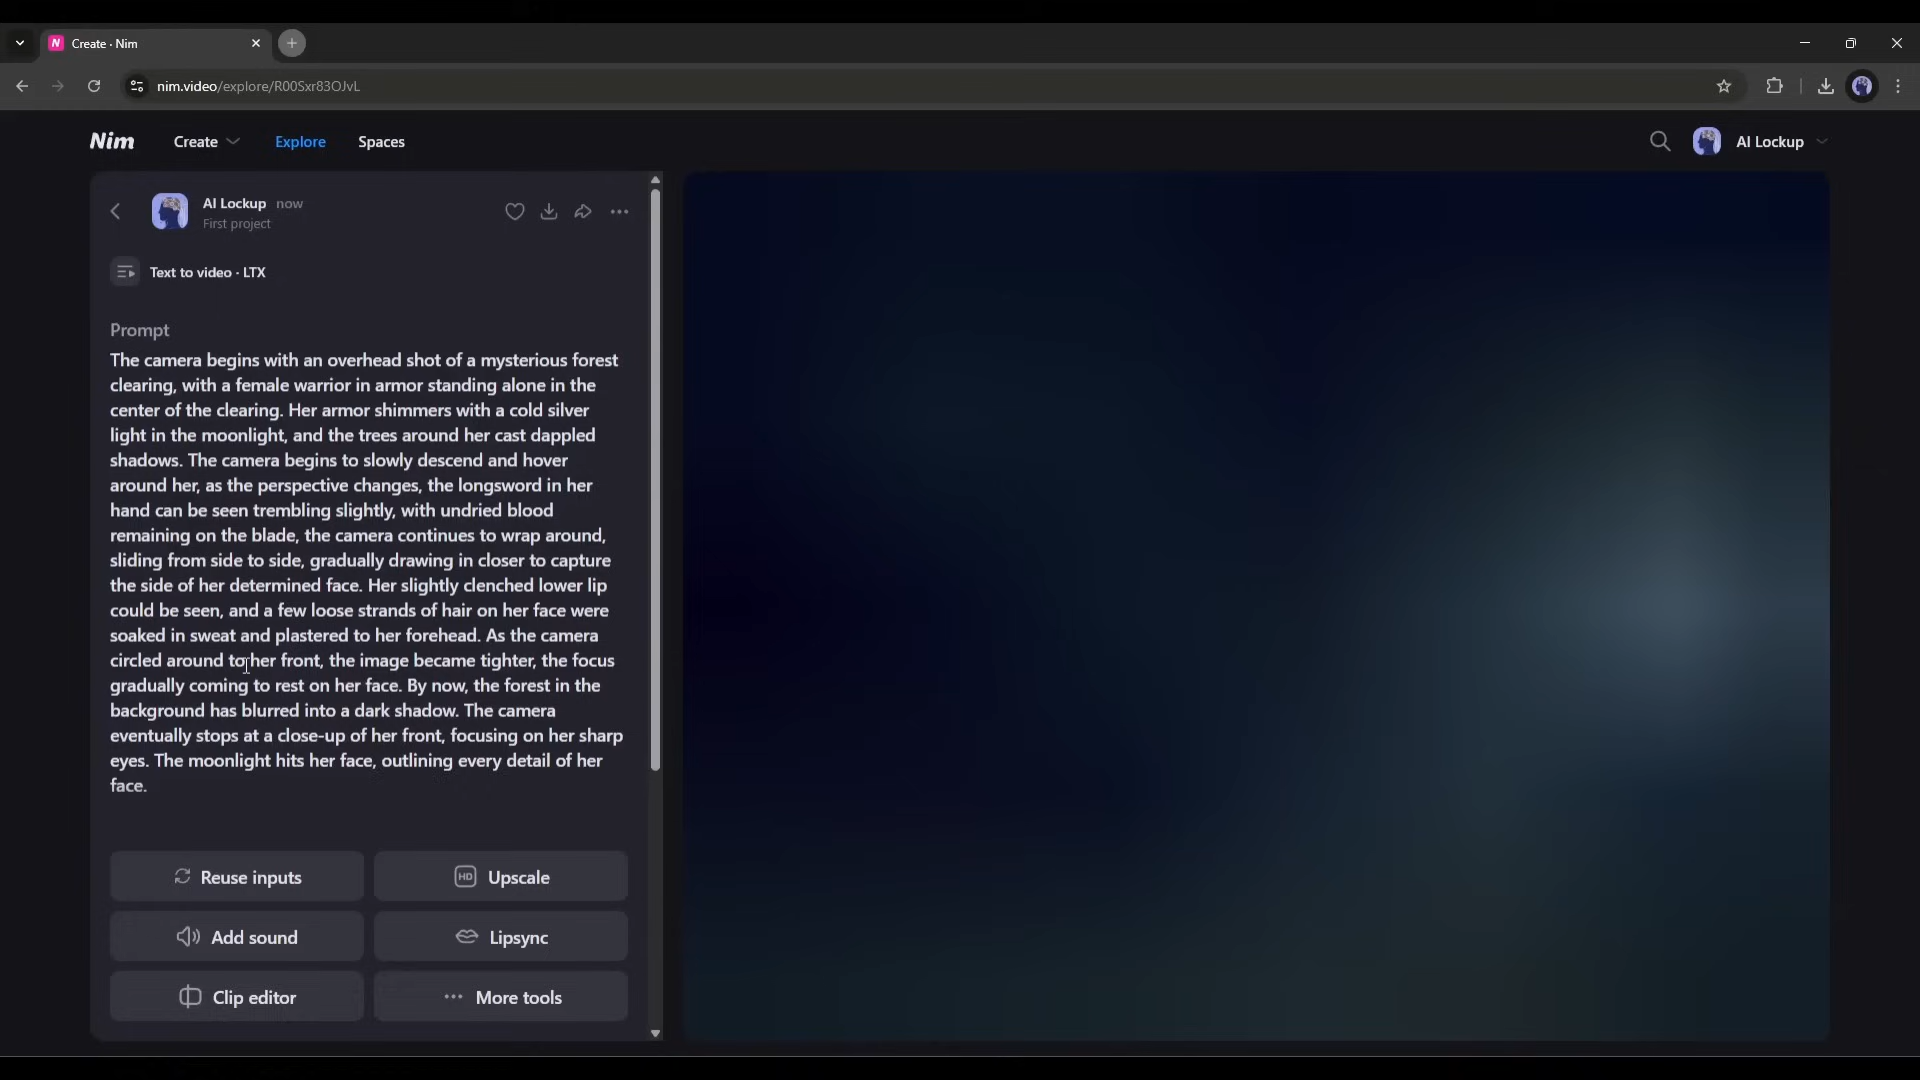 Create - Nim
nim.video/explore/R00Sxr83OJvL
Nim
Create
Explore
Spaces
AI Lockup
AI Lockup now
First project
Text to video · LTX
Prompt
The camera begins with an overhead shot of a mysterious forest
clearing, with a female warrior in armor standing alone in the
center of the clearing. Her armor shimmers with a cold silver
light in the moonlight, and the trees around her cast dappled
shadows. The camera begins to slowly descend and hover
around her, as the perspective changes, the longsword in her
hand can be seen trembling slightly, with undried blood
remaining on the blade, the camera continues to wrap around,
sliding from side to side, gradually drawing in closer to capture
the side of her determined face. Her slightly clenched lower lip
could be seen, and a few loose strands of hair on her face were
soaked in sweat and plastered to her forehead. As the camera
circled around to her front, the image became tighter, the focus
gradually coming to rest on her face. By now, the forest in the
background has blurred into a dark shadow. The camera
eventually stops at a close-up of her front, focusing on her sharp
eyes. The moonlight hits her face, outlining every detail of her
face.
Reuse inputs
HD Upscale
Add sound
Lipsync
Clip editor
More tools